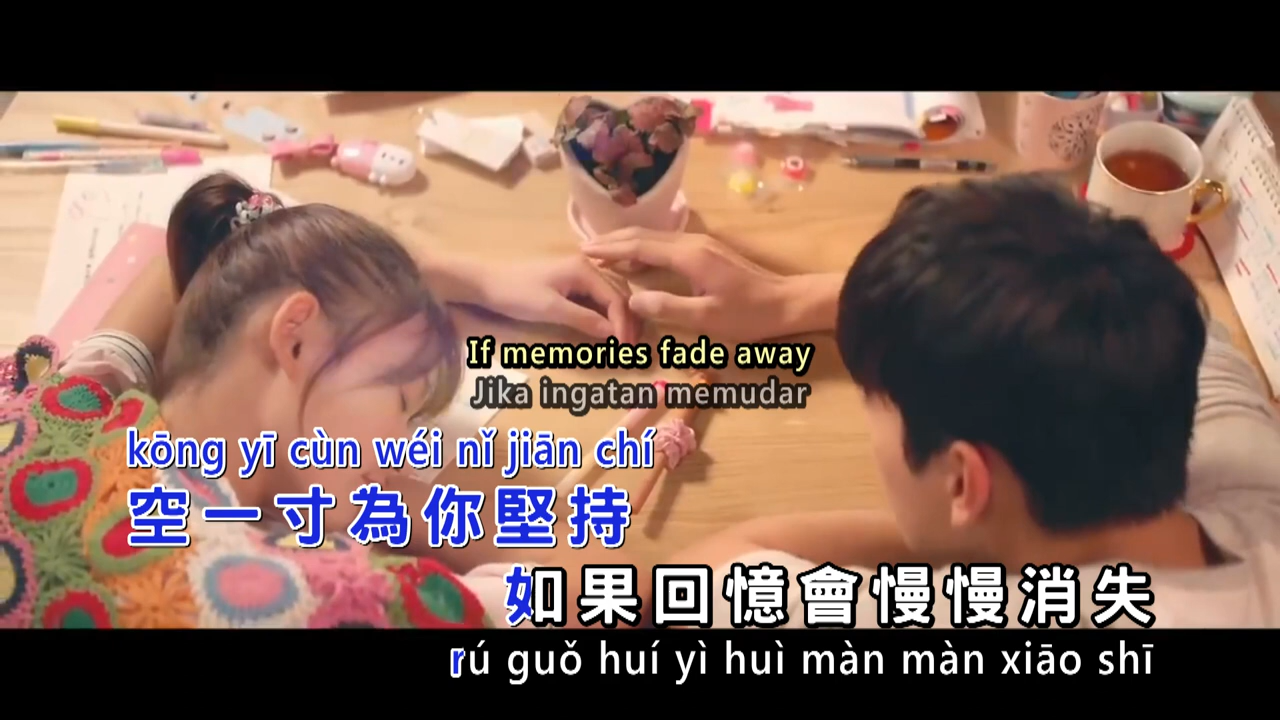 If memories fade away
Jika ingatan memudar
kōng yī cùn wéi nǐ jiān chí
空一寸為你堅持
如果回憶會慢慢消失
rú guǒ huí yì huì màn màn xiāo shī